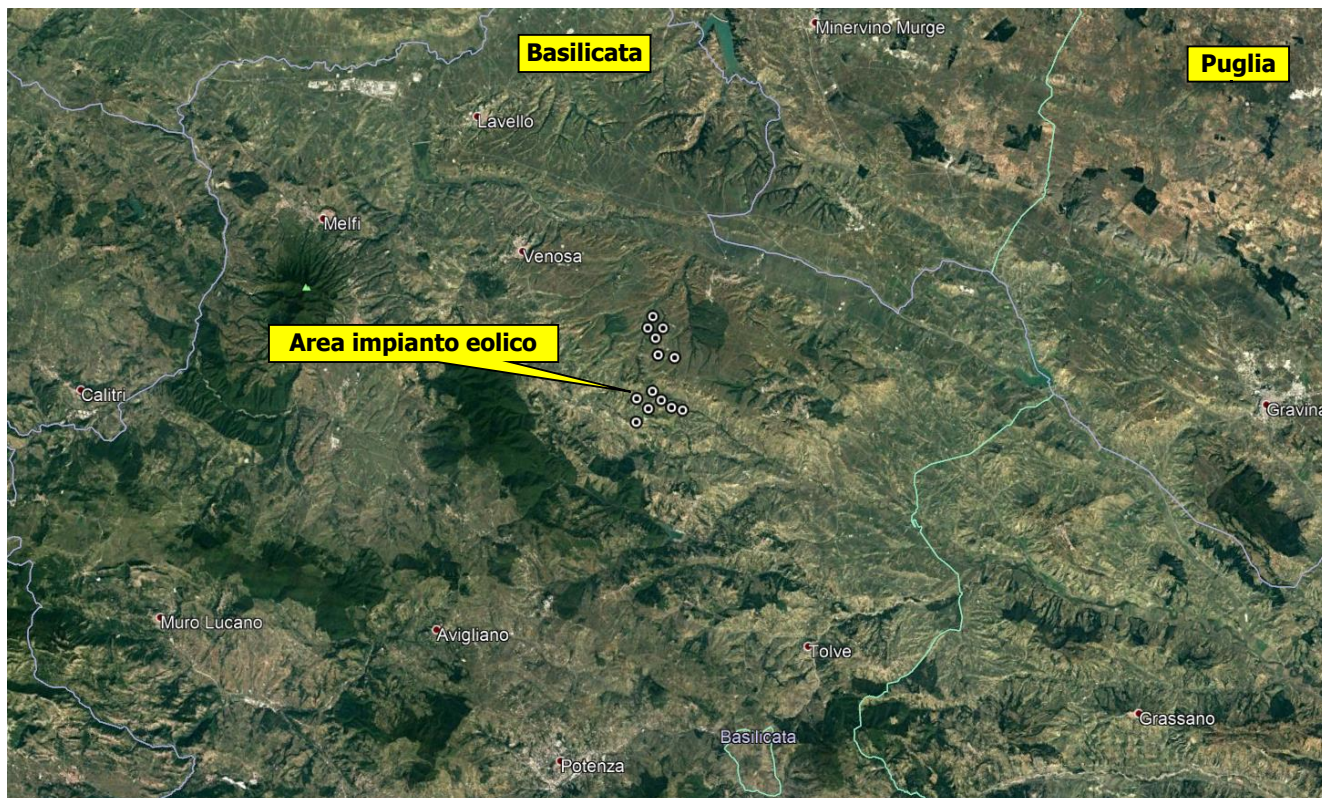 Minervino Murge
Basilicata
Puglia
Lavello
Melfi
Venosa
Area impianto eolico
Calitri
Gravina
Muro Lucano
Avigliano
Tolve
Grassano
Basilicata
Potenza